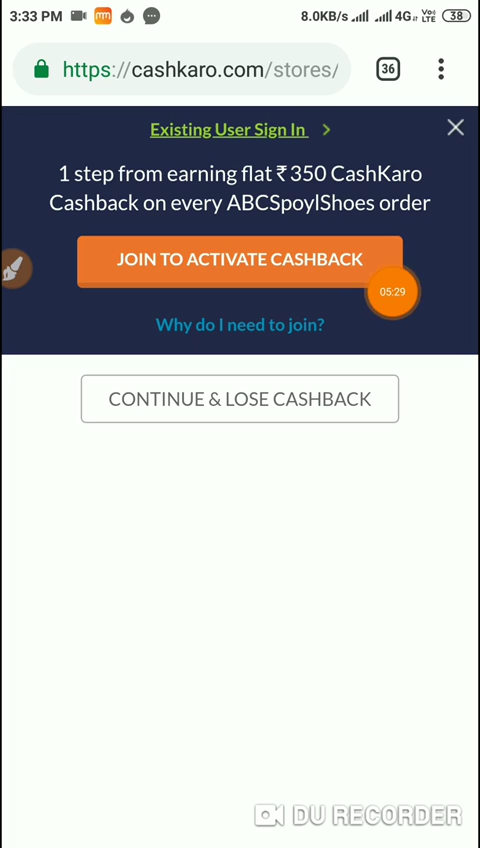 3:33 PM 8.0KB/s 4G VoLTE 38
https://cashkaro.com/stores/ 36
Existing User Sign In >
1 step from earning flat ₹350 CashKaro
Cashback on every ABCSpoylShoes order
JOIN TO ACTIVATE CASHBACK
05:29
Why do I need to join?
CONTINUE & LOSE CASHBACK
DU RECORDER